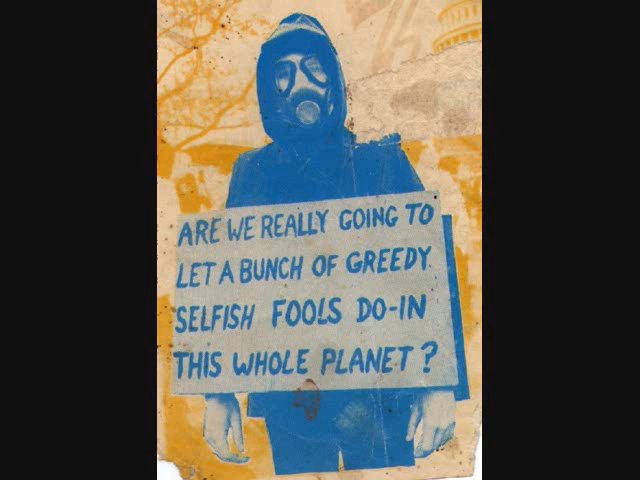 ARE WE REALLY GOING TO
LET A BUNCH OF GREEDY
SELFISH FOOLS DO-IN
THIS WHOLE PLANET?